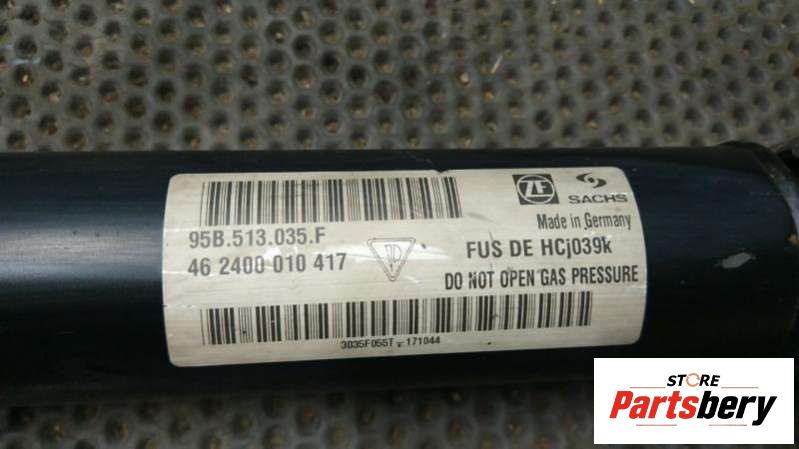 ZF
SACHS
Made in Germany
95B.513.035.F
46 2400 010 417
FUS DE HCj039k
DO NOT OPEN GAS PRESSURE
3035F055T - 171044
STORE
Partsbery